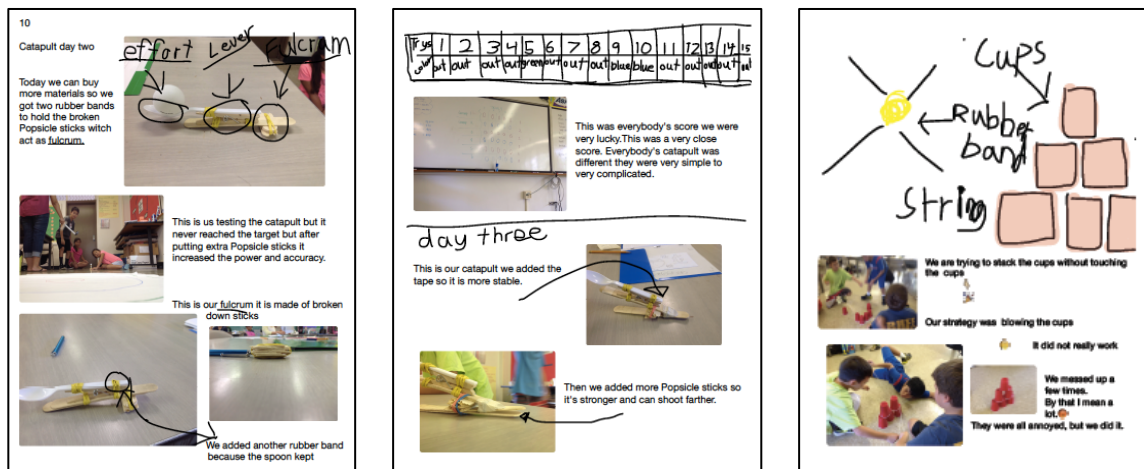 10
Catapult day two
effort Lever Fulcram
Today we can buy
more materials so we
got two rubber bands
to hold the broken
Popsicle sticks witch
act as fulcrum.
This is us testing the catapult but it
never reached the target but after
putting extra Popsicle sticks it
increased the power and accuracy.
This is our fulcrum it is made of broken
down sticks
We added another rubber band
because the spoon kept
Trys 1 2 3 4 5 6 7 8 9 10 11 12 13 14 15
color out out out out green out out out blue blue out out out out out
This was everybody's score we were
very lucky.This was a very close
score. Everybody's catapult was
different they were very simple to
very complicated.
day three
This is our catapult we added the
tape so it is more stable.
Then we added more Popsicle sticks so
it's stronger and can shoot farther.
Cups
Rubber
band
String
We are trying to stack the cups without touching
the cups
Our strategy was blowing the cups
It did not really work
We messed up a
few times.
By that I mean a
lot.
They were all annoyed, but we did it.